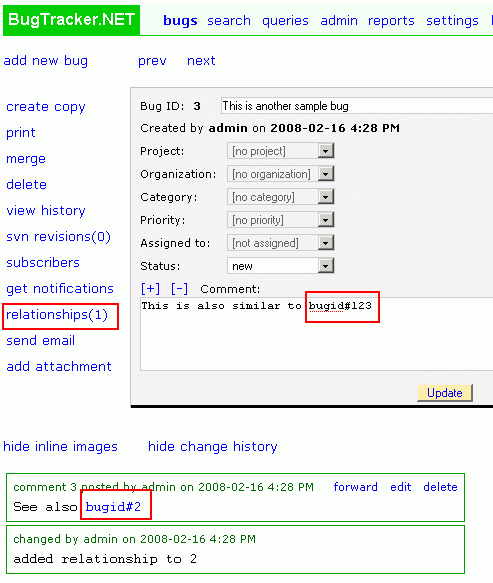 BugTracker.NET bugs search queries admin reports settings
add new bug prev next
create copy
print
merge
delete
view history
svn revisions(0)
subscribers
get notifications
relationships(1)
send email
add attachment
Bug ID: 3 This is another sample bug
Created by admin on 2008-02-16 4:28 PM
Project: [no project]
Organization: [no organization]
Category: [no category]
Priority: [no priority]
Assigned to: [not assigned]
Status: new
[+] [-] Comment:
This is also similar to bugid#123
Update
hide inline images hide change history
comment 3 posted by admin on 2008-02-16 4:28 PM forward edit delete
See also bugid#2
changed by admin on 2008-02-16 4:28 PM
added relationship to 2